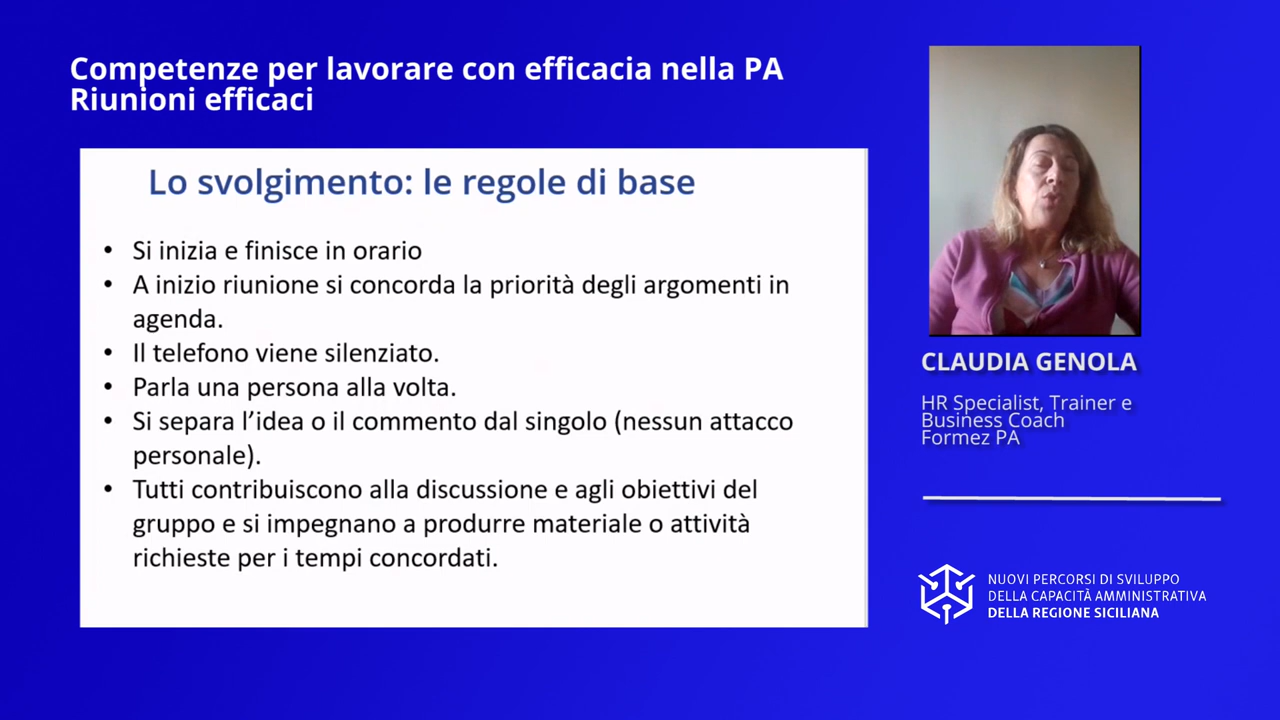 Competenze per lavorare con efficacia nella PA
Riunioni efficaci
Lo svolgimento: le regole di base
• Si inizia e finisce in orario
• A inizio riunione si concorda la priorità degli argomenti in
agenda.
• Il telefono viene silenziato.
• Parla una persona alla volta.
• Si separa l’idea o il commento dal singolo (nessun attacco
personale).
• Tutti contribuiscono alla discussione e agli obiettivi del
gruppo e si impegnano a produrre materiale o attività
richieste per i tempi concordati.
CLAUDIA GENOLA
HR Specialist, Trainer e
Business Coach
Formez PA
NUOVI PERCORSI DI SVILUPPO
DELLA CAPACITÀ AMMINISTRATIVA
DELLA REGIONE SICILIANA